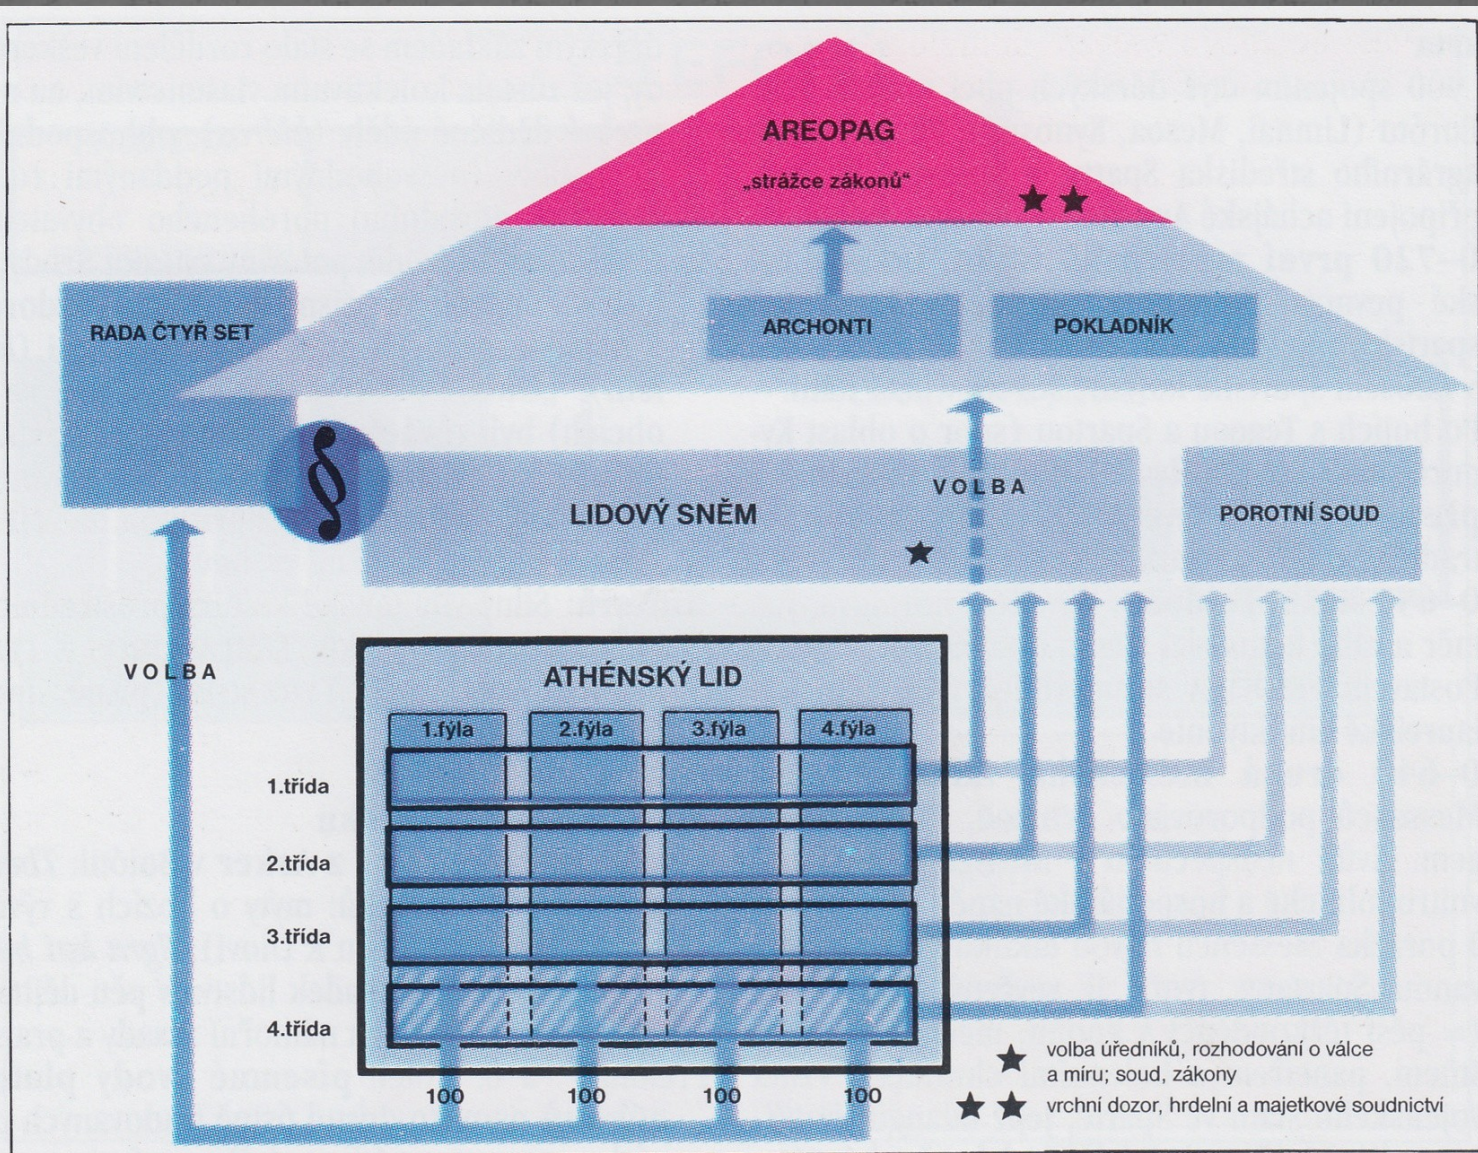 AREOPAG
„strážce zákonů“
★ ★
RADA ČTYŘ SET
ARCHONTI
POKLADNÍK
§
LIDOVÝ SNĚM
VOLBA
★
POROTNÍ SOUD
VOLBA
ATHÉNSKÝ LID
1.fýla 2.fýla 3.fýla 4.fýla
1.třída
2.třída
3.třída
4.třída
100 100 100 100
★ volba úředníků, rozhodování o válce
a míru; soud, zákony
★ ★ vrchní dozor, hrdelní a majetkové soudnictví